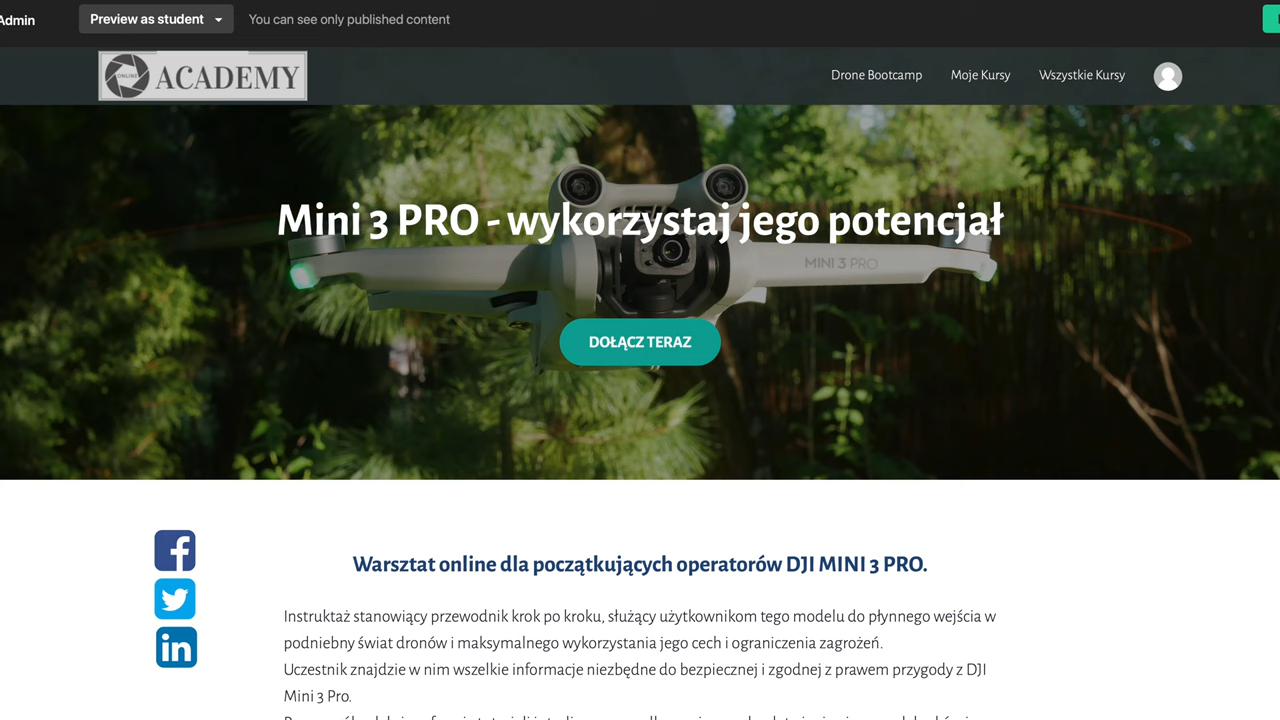 Admin
Preview as student
You can see only published content
ONLINE ACADEMY
Drone Bootcamp
Moje Kursy
Wszystkie Kursy
Mini 3 PRO - wykorzystaj jego potencjał
MINI 3 PRO
DOŁĄCZ TERAZ
Warsztat online dla początkujących operatorów DJI MINI 3 PRO.
Instruktaż stanowiący przewodnik krok po kroku, służący użytkownikom tego modelu do płynnego wejścia w
podniebny świat dronów i maksymalnego wykorzystania jego cech i ograniczenia zagrożeń.
Uczestnik znajdzie w nim wszelkie informacje niezbędne do bezpiecznej i zgodnej z prawem przygody z DJI
Mini 3 Pro.